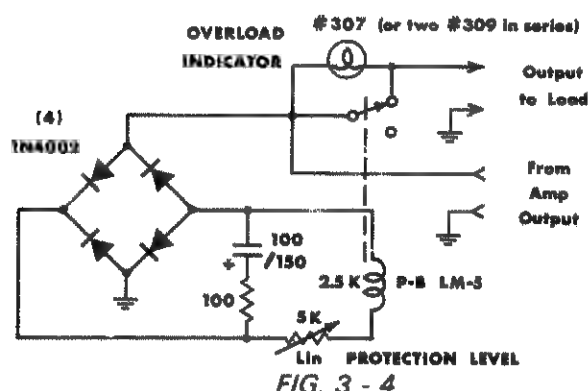 #307 (or two #309 in series)
OVERLOAD
INDICATOR
Output
to Load
(4)
1N4002
From
Amp
Output
100
/150
+
2.5K
P-B LM-5
100
5K
Lin PROTECTION LEVEL
FIG. 3 - 4